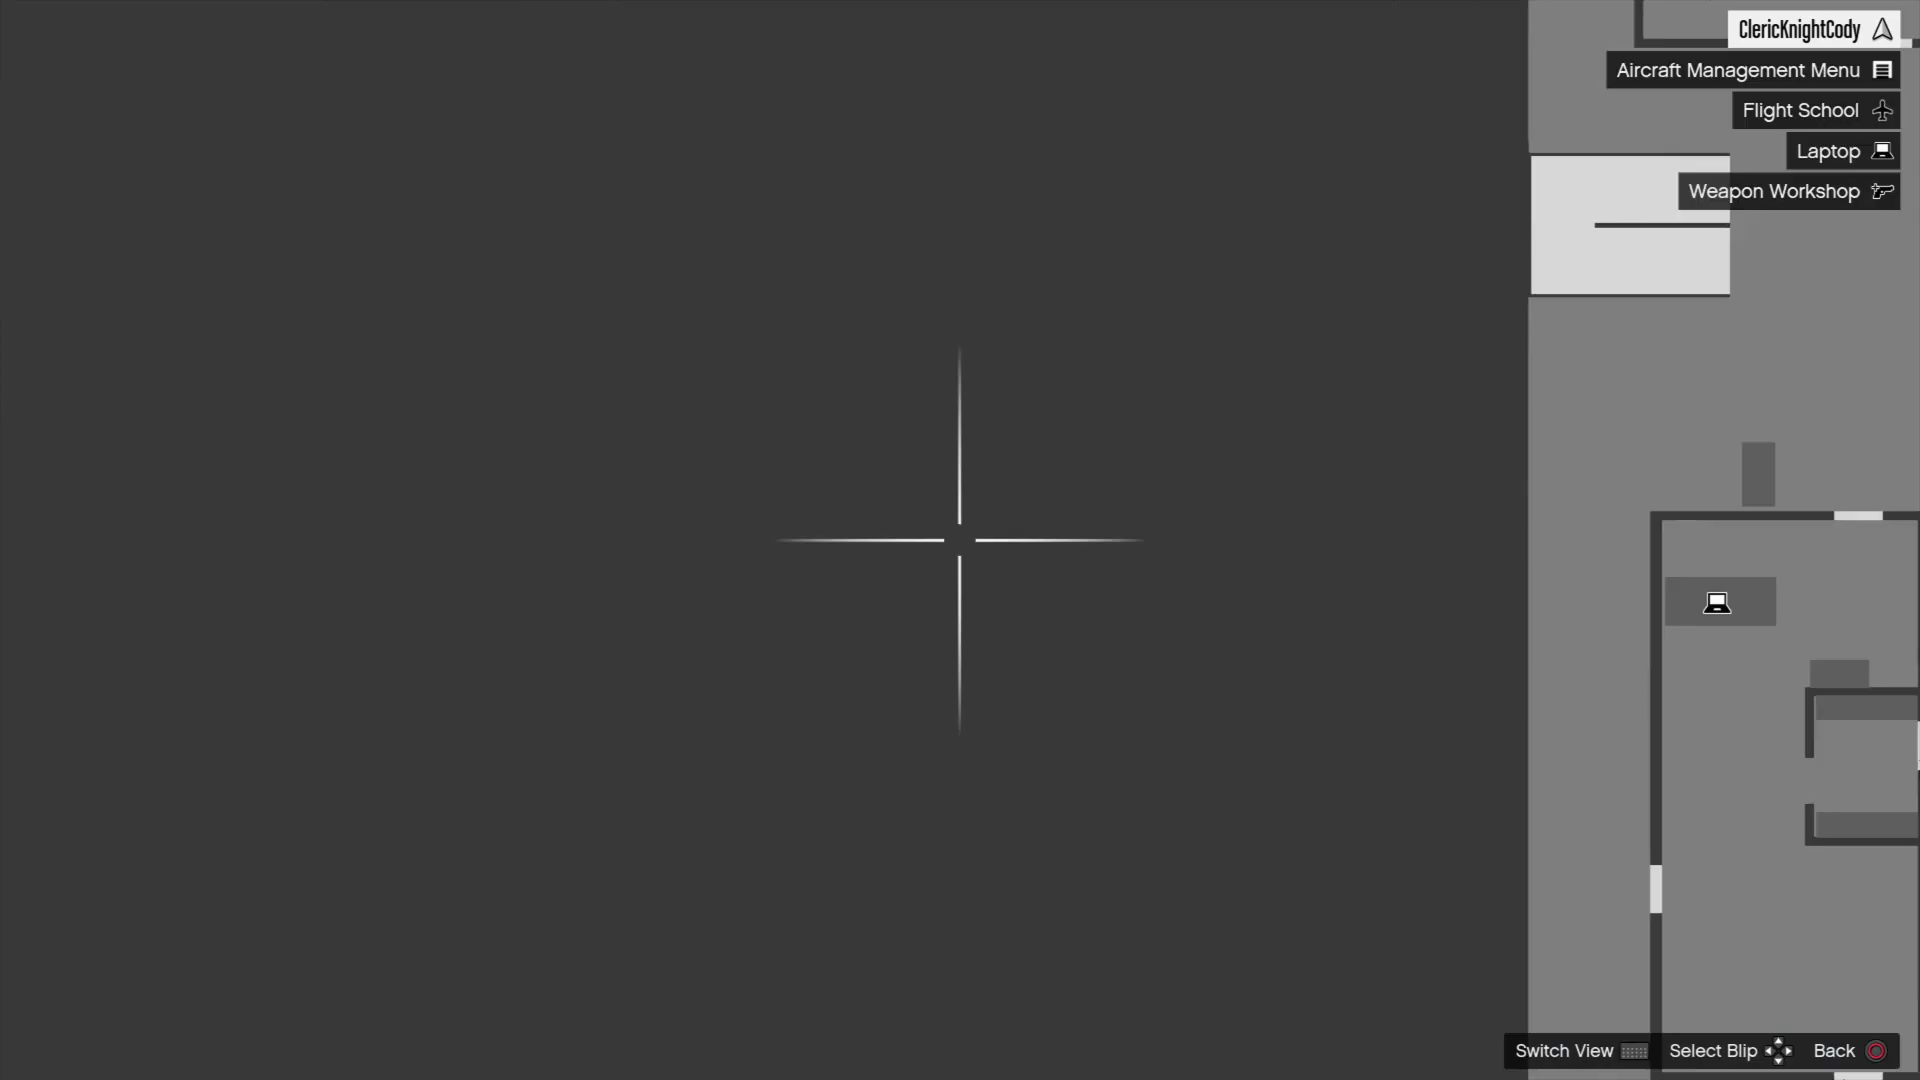 ClericKnightCody
Aircraft Management Menu
Flight School
Laptop
Weapon Workshop
Switch View Select Blip Back